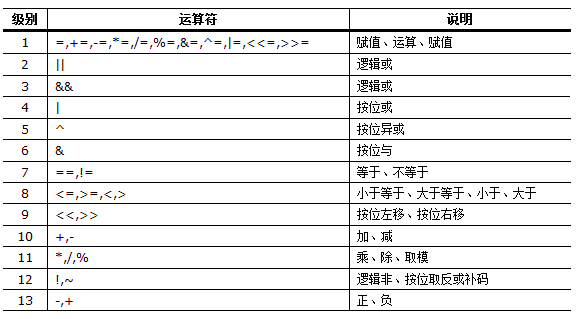 级别 运算符 说明
1 =,+=,-=,*=,/=,%=,&=,^=,|=,<<=,>>= 赋值、运算、赋值
2 || 逻辑或
3 && 逻辑或
4 | 按位或
5 ^ 按位异或
6 & 按位与
7 ==,!= 等于、不等于
8 <=,>=,<,> 小于等于、大于等于、小于、大于
9 <<,>> 按位左移、按位右移
10 +,- 加、减
11 *,/,% 乘、除、取模
12 !,~ 逻辑非、按位取反或补码
13 -,+ 正、负